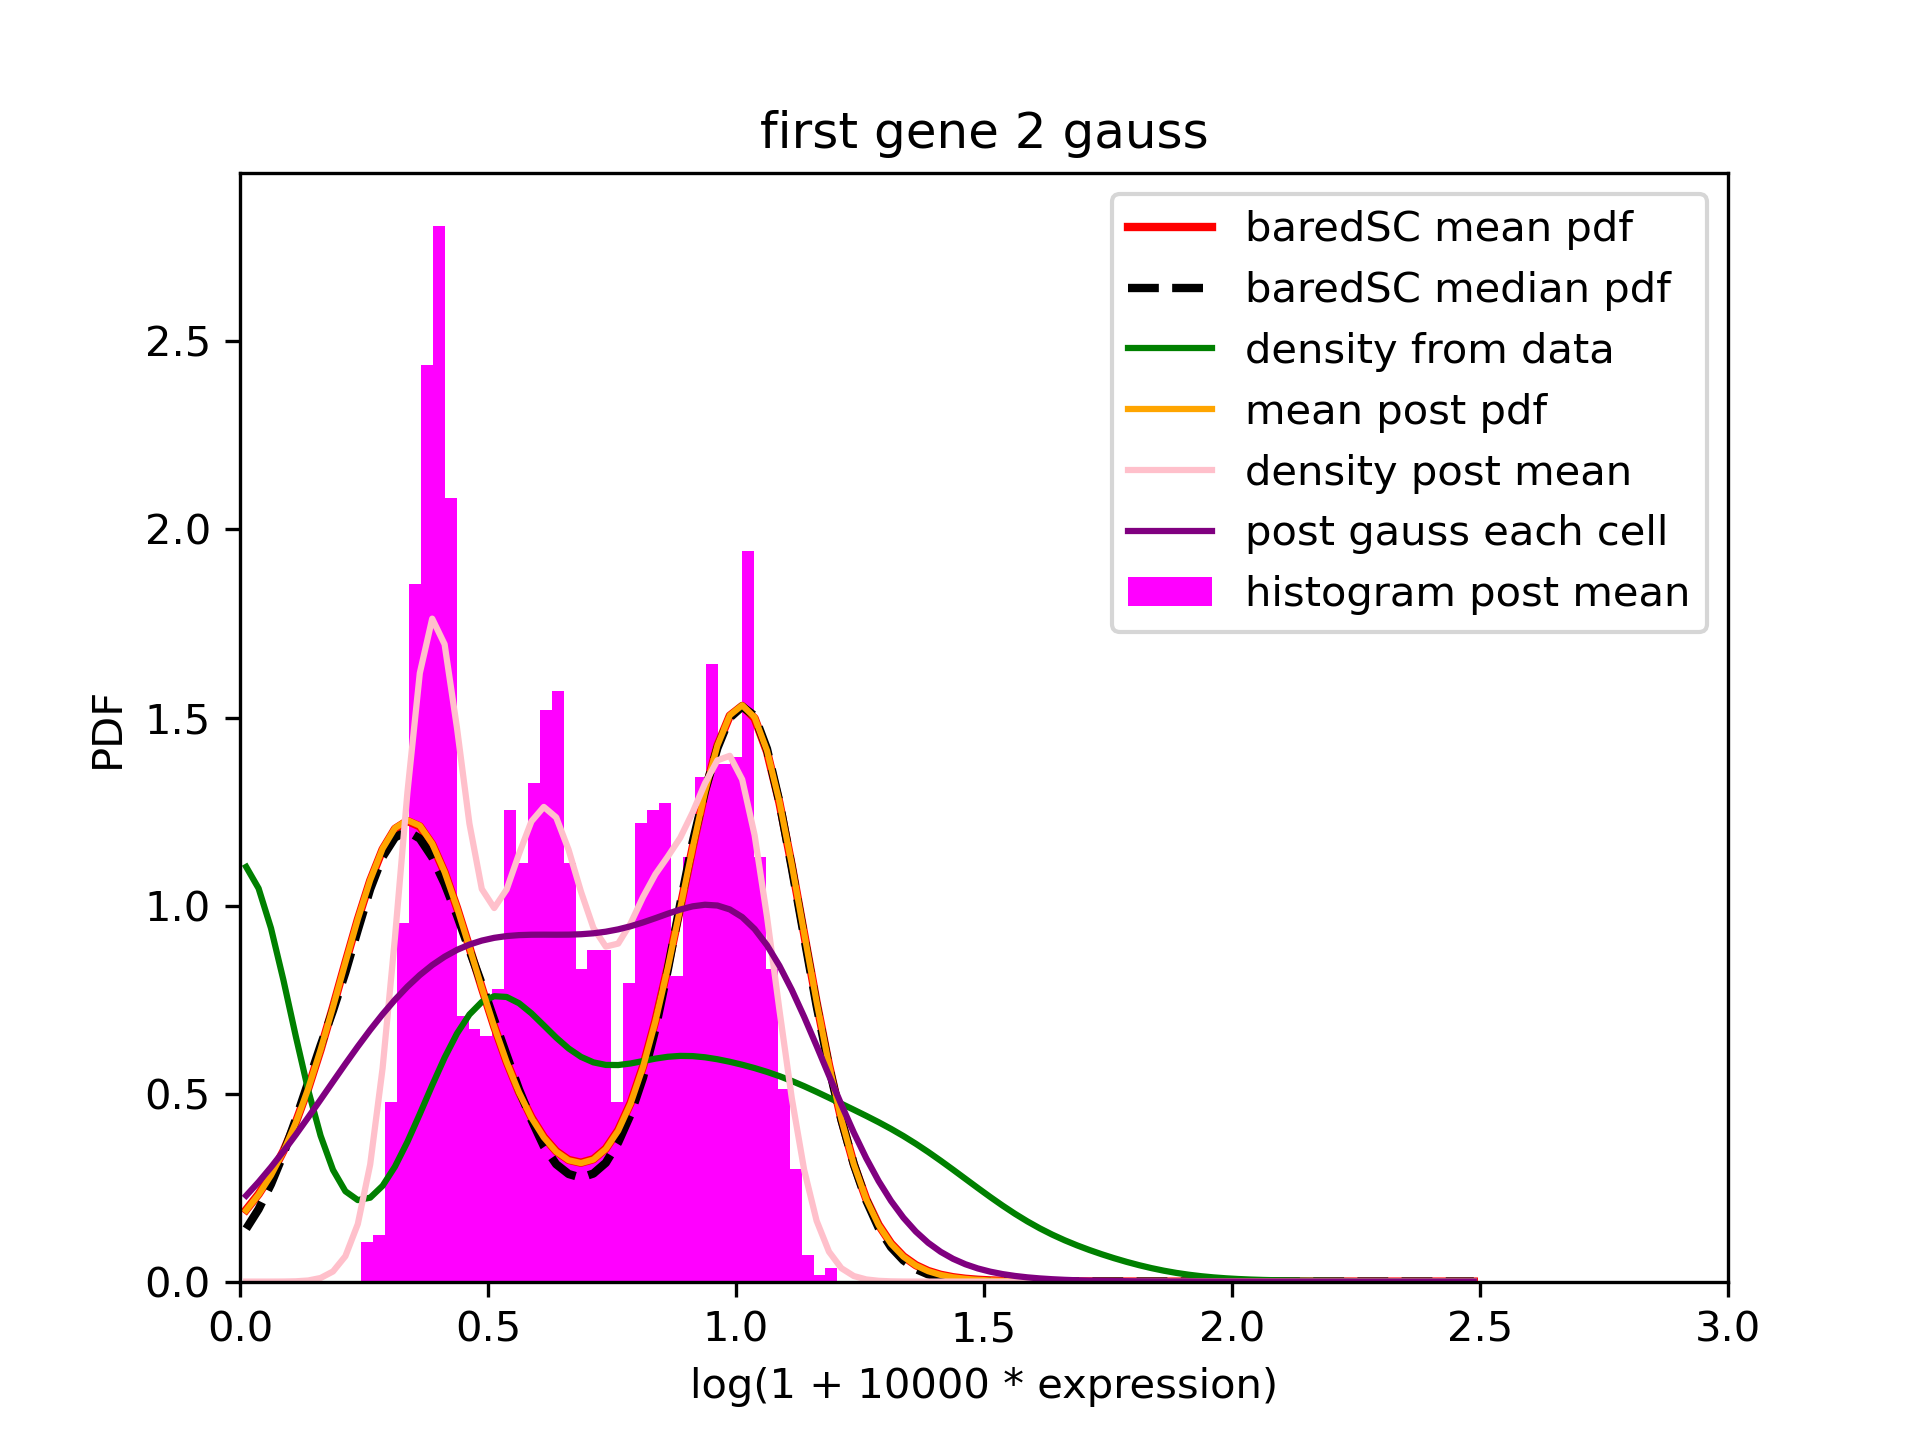 first gene 2 gauss
baredSC mean pdf
baredSC median pdf
density from data
mean post pdf
density post mean
post gauss each cell
histogram post mean
PDF
2.5
2.0
1.5
1.0
0.5
0.0
0.0 0.5 1.0 1.5 2.0 2.5 3.0
log(1 + 10000 * expression)